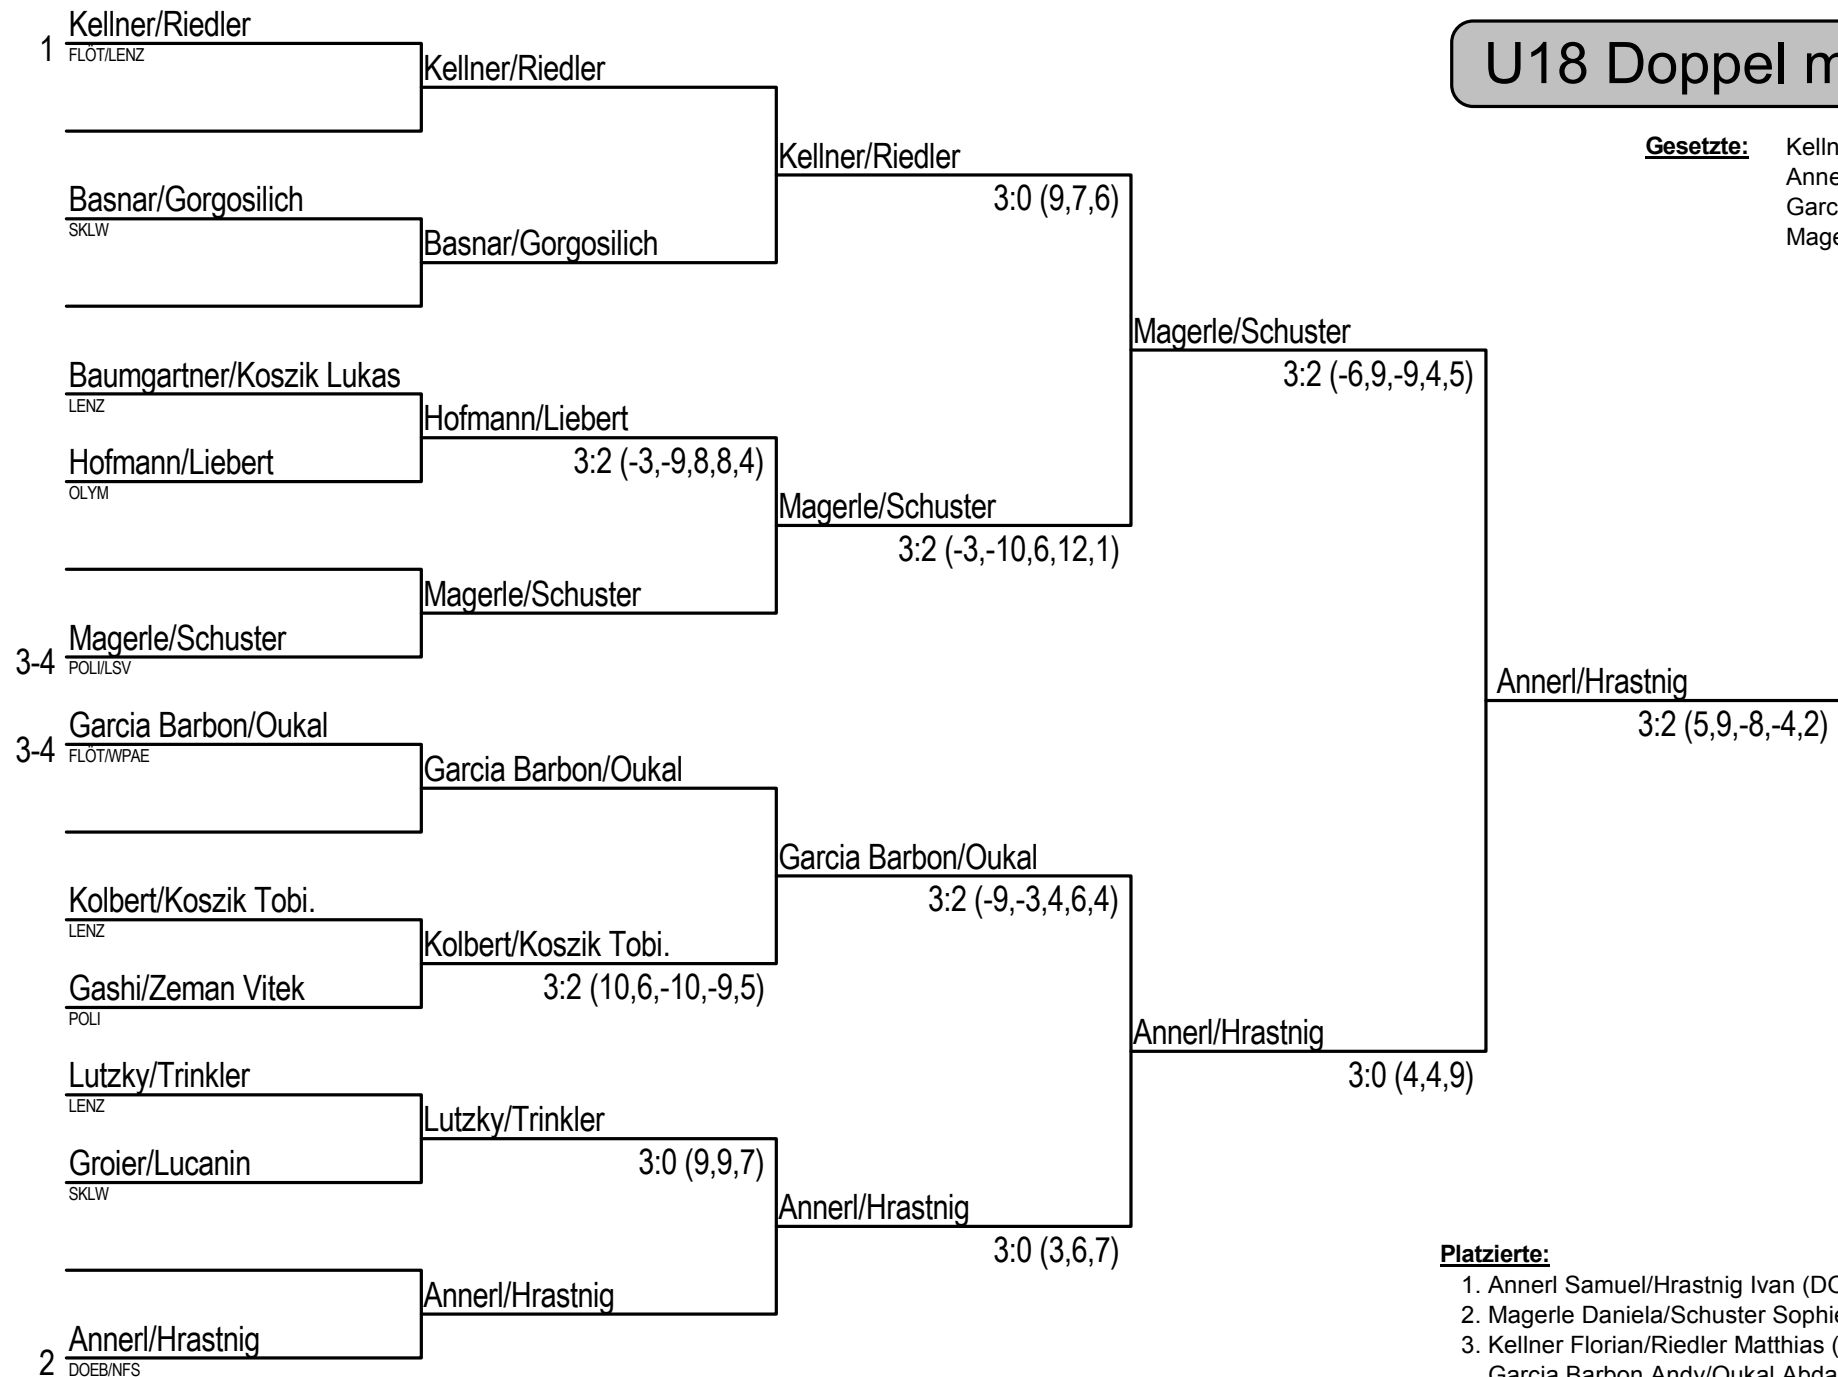 U18 Doppel
Gesetzte:
1 Kellner/Riedler
FLÖT/LENZ
Basnar/Gorgosilich
SKLW
Baumgartner/Koszik Lukas
LENZ
Hofmann/Liebert
OLYM
3-4 Magerle/Schuster
POLI/LSV
3-4 Garcia Barbon/Oukal
FLÖT/WPAE
Kolbert/Koszik Tobi.
LENZ
Gashi/Zeman Vitek
POLI
Lutzky/Trinkler
LENZ
Groier/Lucanin
SKLW
2 Annerl/Hrastnig
DOEB/NFS
Kellner/Riedler
Basnar/Gorgosilich
Hofmann/Liebert
3:2 (-3,-9,8,8,4)
Magerle/Schuster
Garcia Barbon/Oukal
Kolbert/Koszik Tobi.
3:2 (10,6,-10,-9,5)
Lutzky/Trinkler
3:0 (9,9,7)
Annerl/Hrastnig
Kellner/Riedler
3:0 (9,7,6)
Magerle/Schuster
3:2 (-3,-10,6,12,1)
Garcia Barbon/Oukal
3:2 (-9,-3,4,6,4)
Annerl/Hrastnig
3:0 (3,6,7)
Magerle/Schuster
3:2 (-6,9,-9,4,5)
Annerl/Hrastnig
3:0 (4,4,9)
Annerl/Hrastnig
3:2 (5,9,-8,-4,2)
Platzierte:
1. Annerl Samuel/Hrastnig Ivan
2. Magerle Daniela/Schuster
3. Kellner Florian/Riedler Matthias (
Garcia Barbon Andy/Oukal